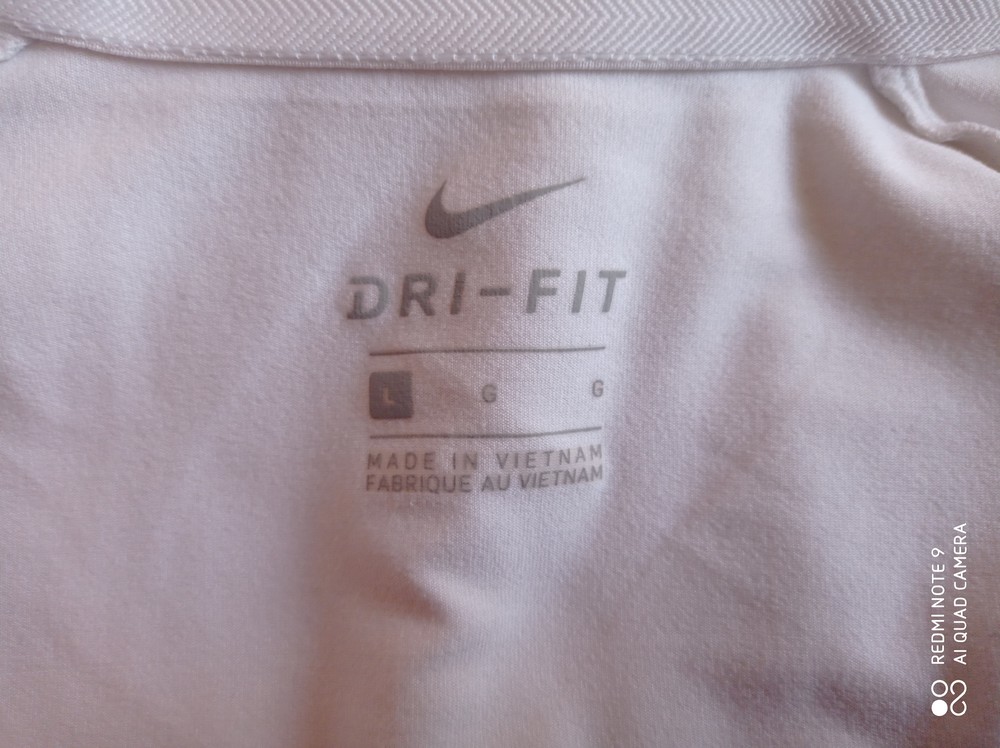 DRI-FIT
L G G
MADE IN VIETNAM
FABRIQUE AU VIETNAM
REDMI NOTE 9
AI QUAD CAMERA